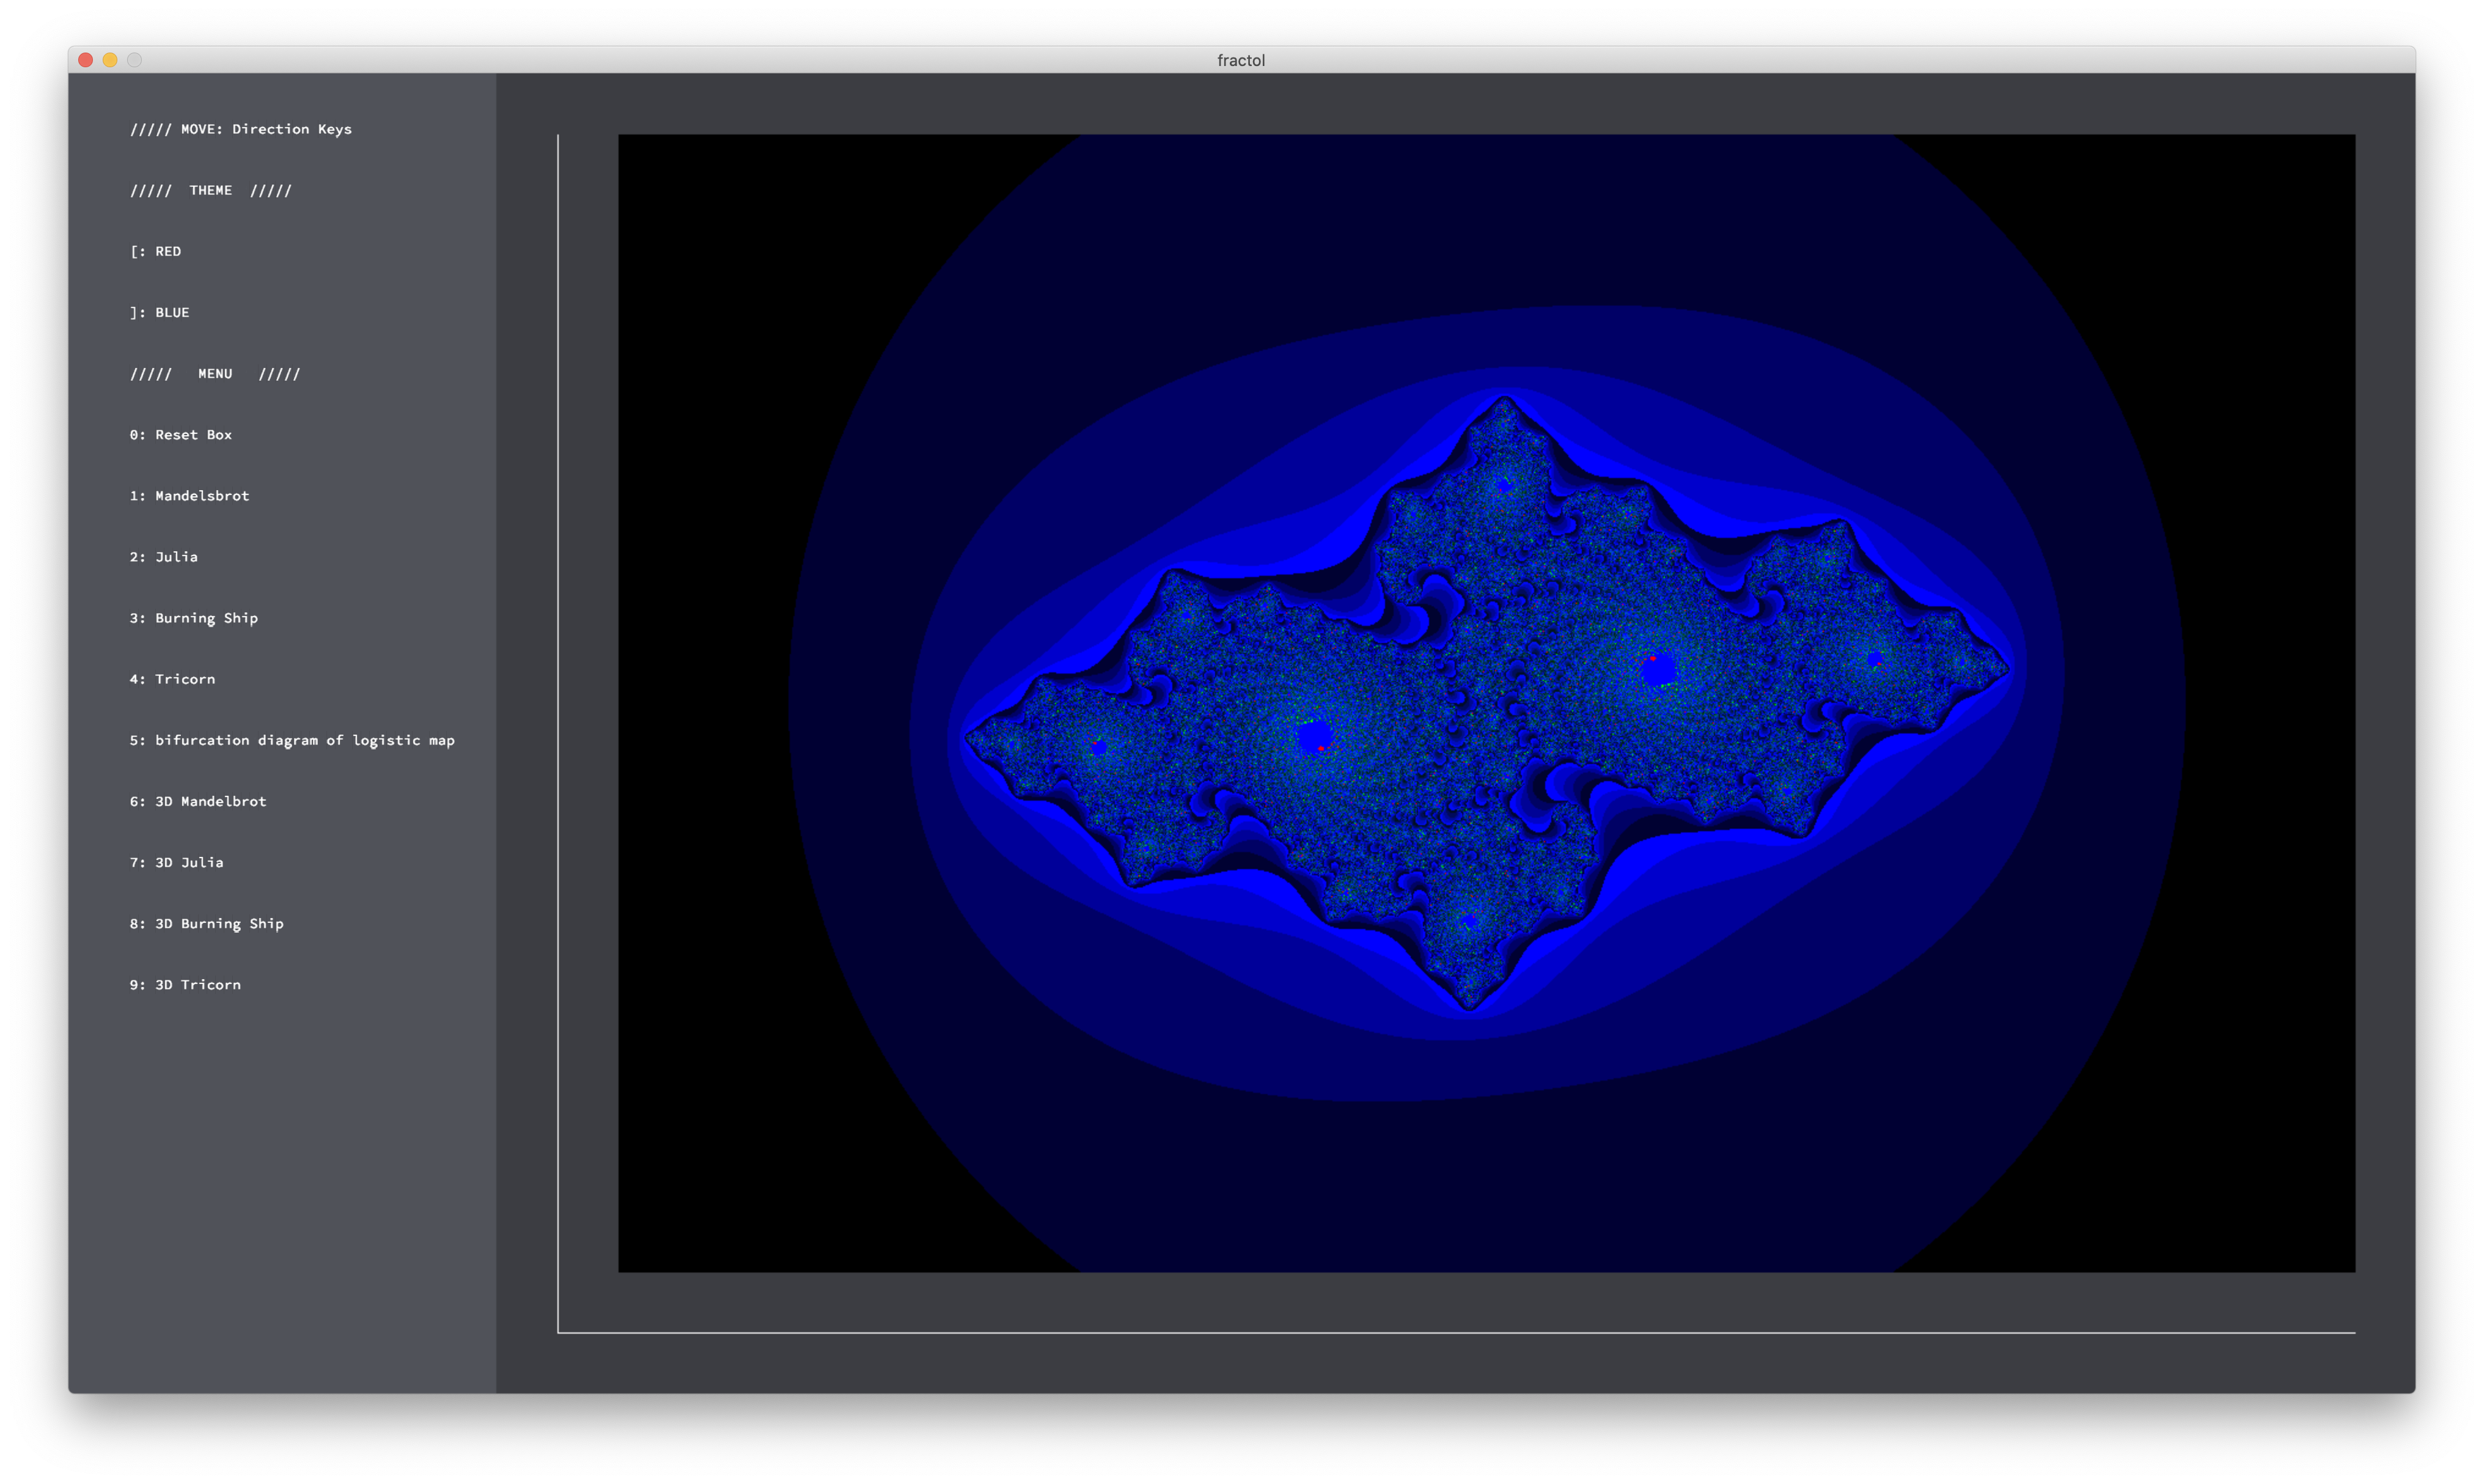 fractol
///// MOVE: Direction Keys
/////  THEME  /////
[: RED
]: BLUE
/////   MENU   /////
0: Reset Box
1: Mandelsbrot
2: Julia
3: Burning Ship
4: Tricorn
5: bifurcation diagram of logistic map
6: 3D Mandelbrot
7: 3D Julia
8: 3D Burning Ship
9: 3D Tricorn